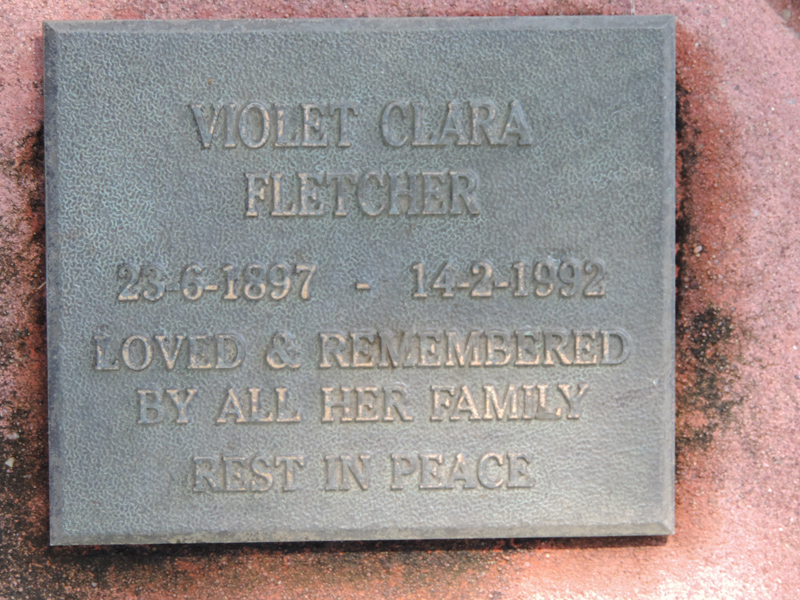 VIOLET CLARA
FLETCHER
23-6-1897 - 14-2-1992
LOVED & REMEMBERED
BY ALL HER FAMILY
REST IN PEACE